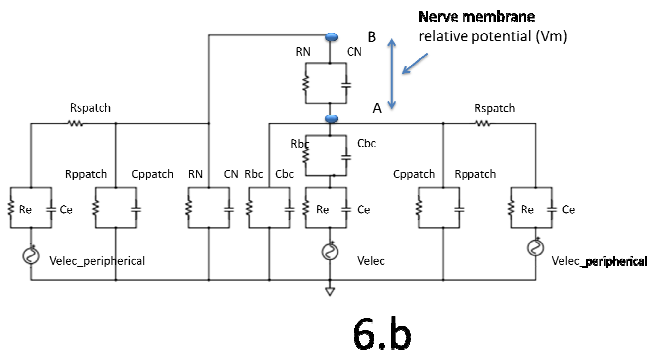 Nerve membrane
relative potential (Vm)
B
RN CN
A
Rspatch Rspatch
Rbc Cbc
Rppatch Cppatch RN CN Rbc Cbc Cppatch Rppatch
Re Ce Re Ce Re Ce
Velec_peripherical Velec Velec_peripherical
6.b